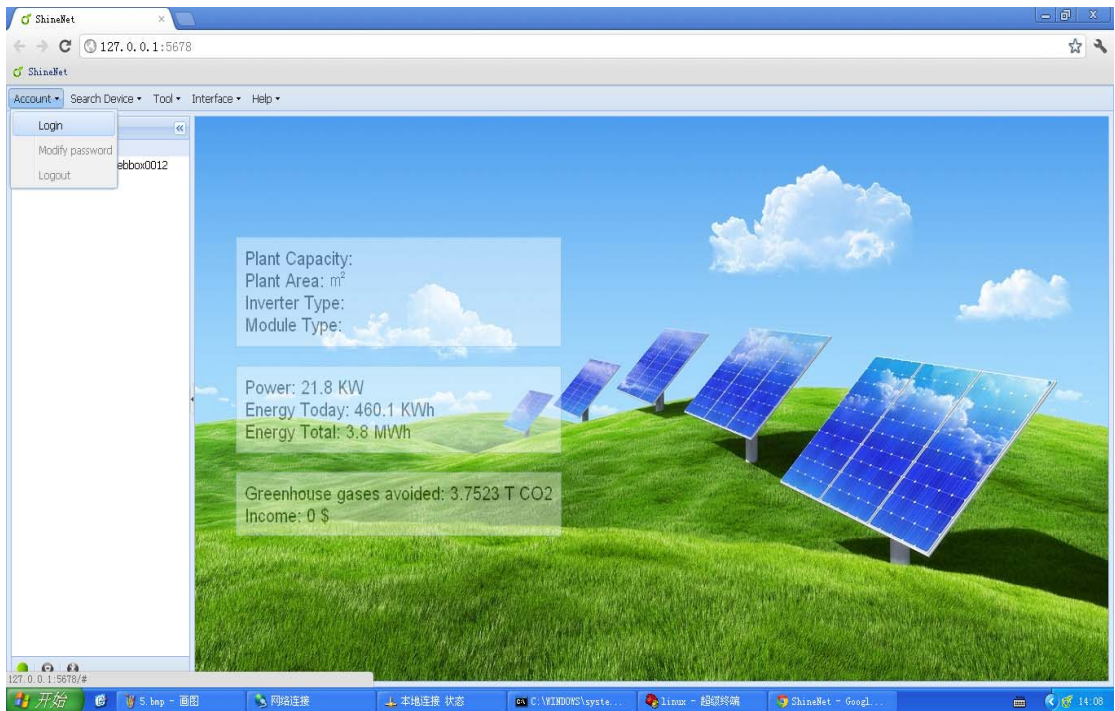 ShineNet
127.0.0.1:5678
ShineNet
Account Search Device Tool Interface Help
Login
Modify password
ebbox0012
Logout
Plant Capacity:
Plant Area: m²
Inverter Type:
Module Type:
Power: 21.8 KW
Energy Today: 460.1 KWh
Energy Total: 3.8 MWh
Greenhouse gases avoided: 3.7523 T CO2
Income: 0 $
127.0.0.1:5678/#
开始 5.bmp - 画图 网络连接 本地连接 状态 C:\WINDOWS\syste... linux - 超级终端 ShineNet - Googl... 14:08